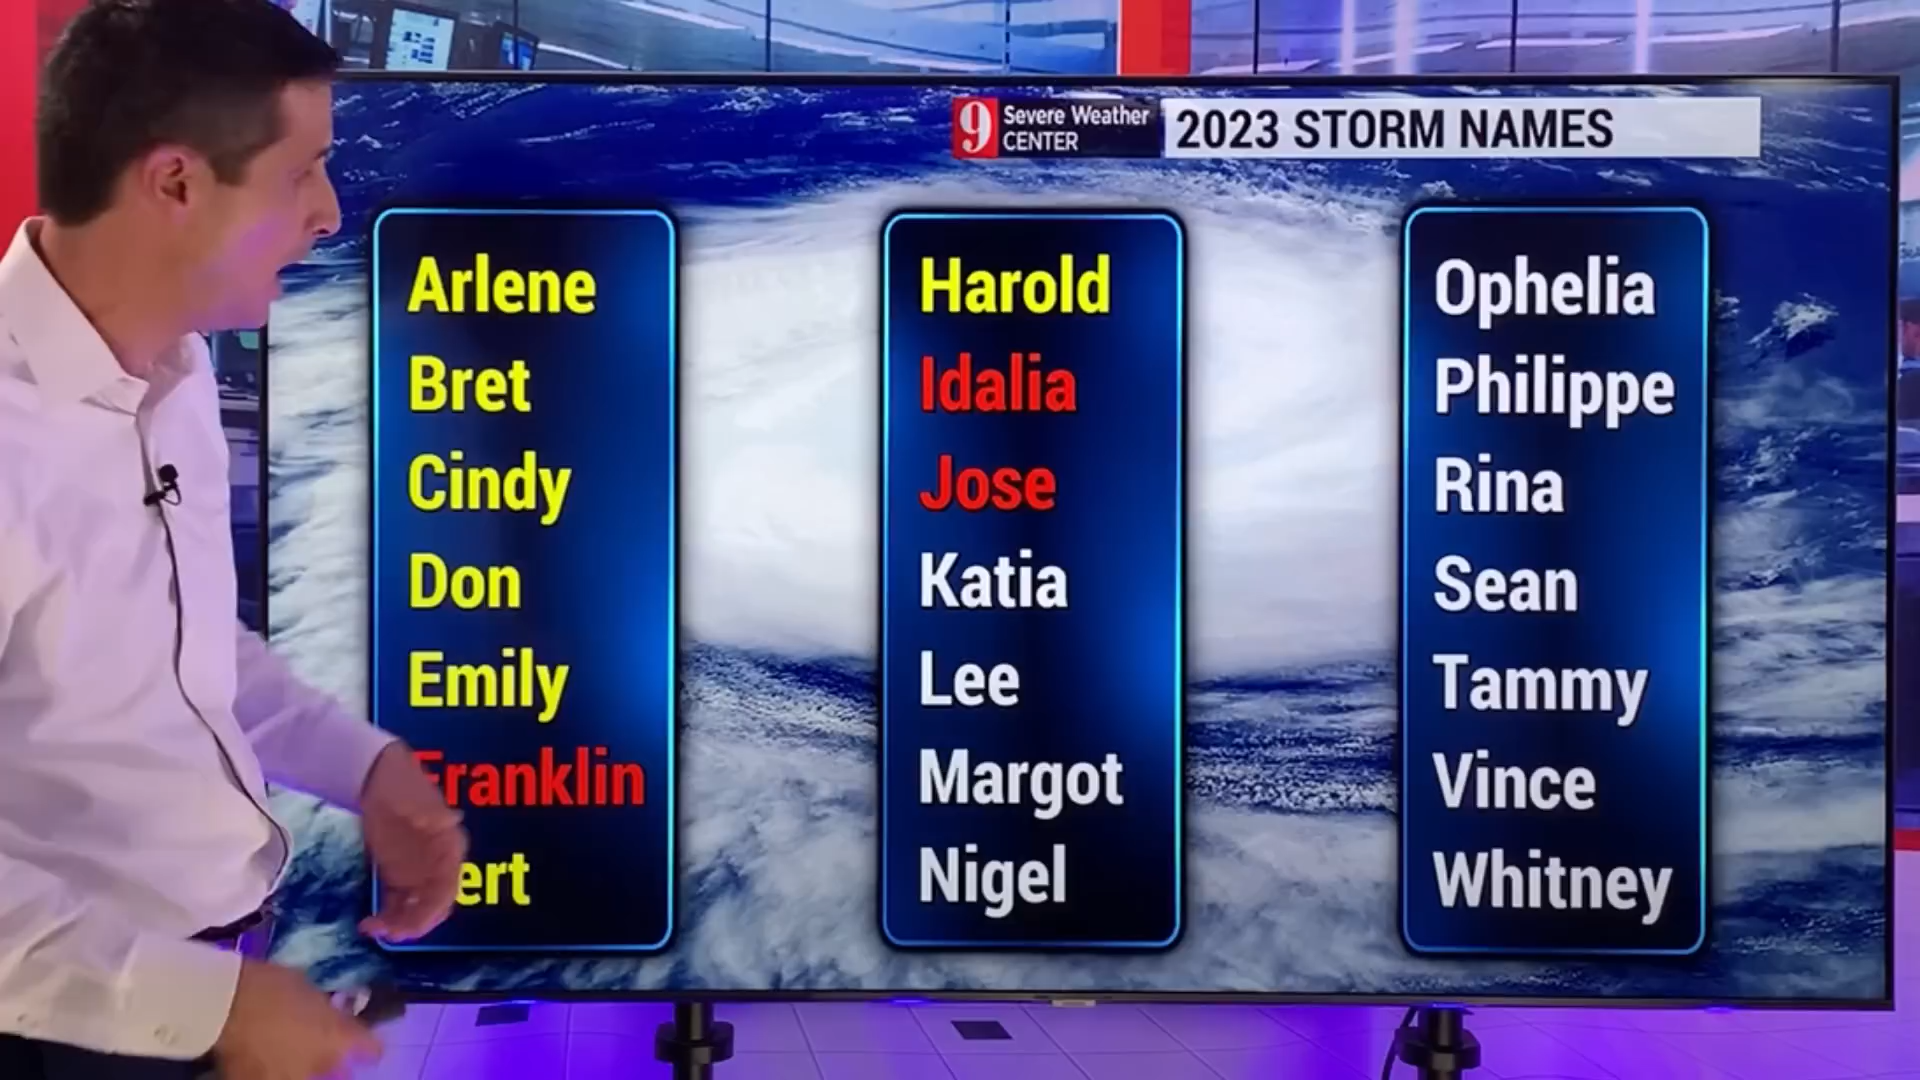 9 Severe Weather
CENTER
2023 STORM NAMES
Arlene
Bret
Cindy
Don
Emily
Franklin
ert
Harold
Idalia
Jose
Katia
Lee
Margot
Nigel
Ophelia
Philippe
Rina
Sean
Tammy
Vince
Whitney